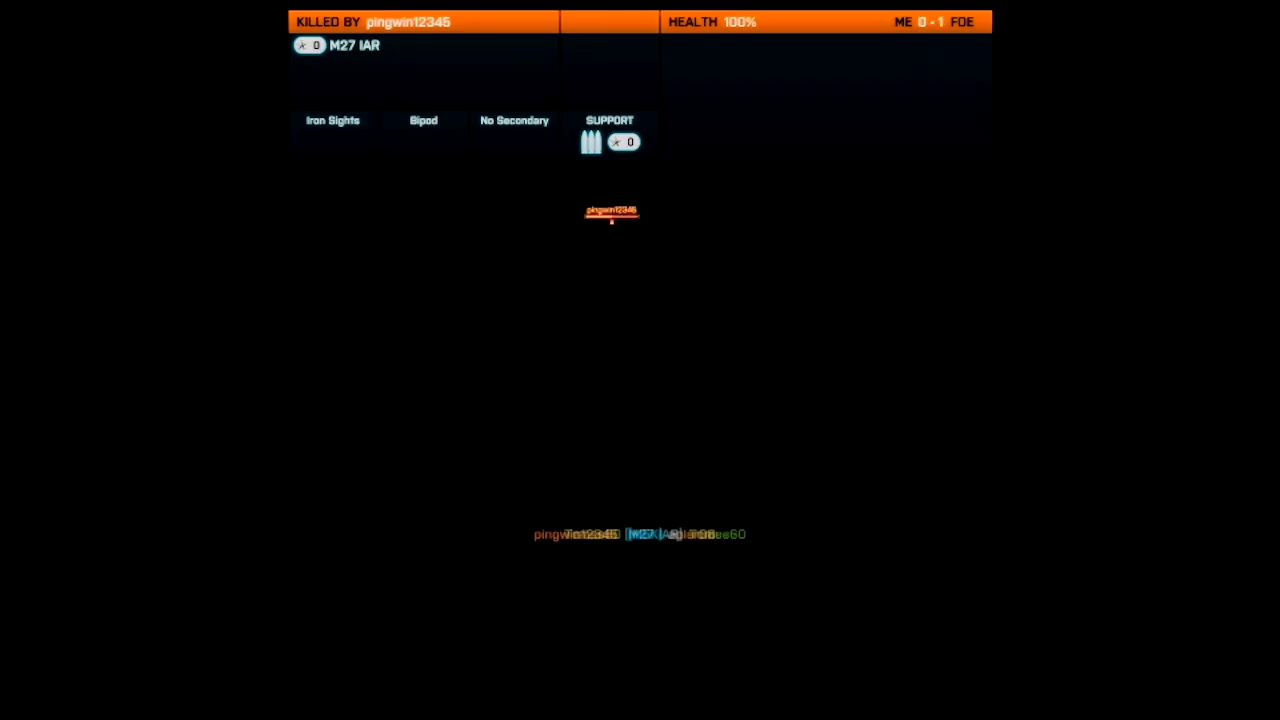 KILLED BY pingwin12345 HEALTH 100% ME 0 - 1 FOE
0 M27 IAR
Iron Sights Bipod No Secondary SUPPORT
0
pingwin12345